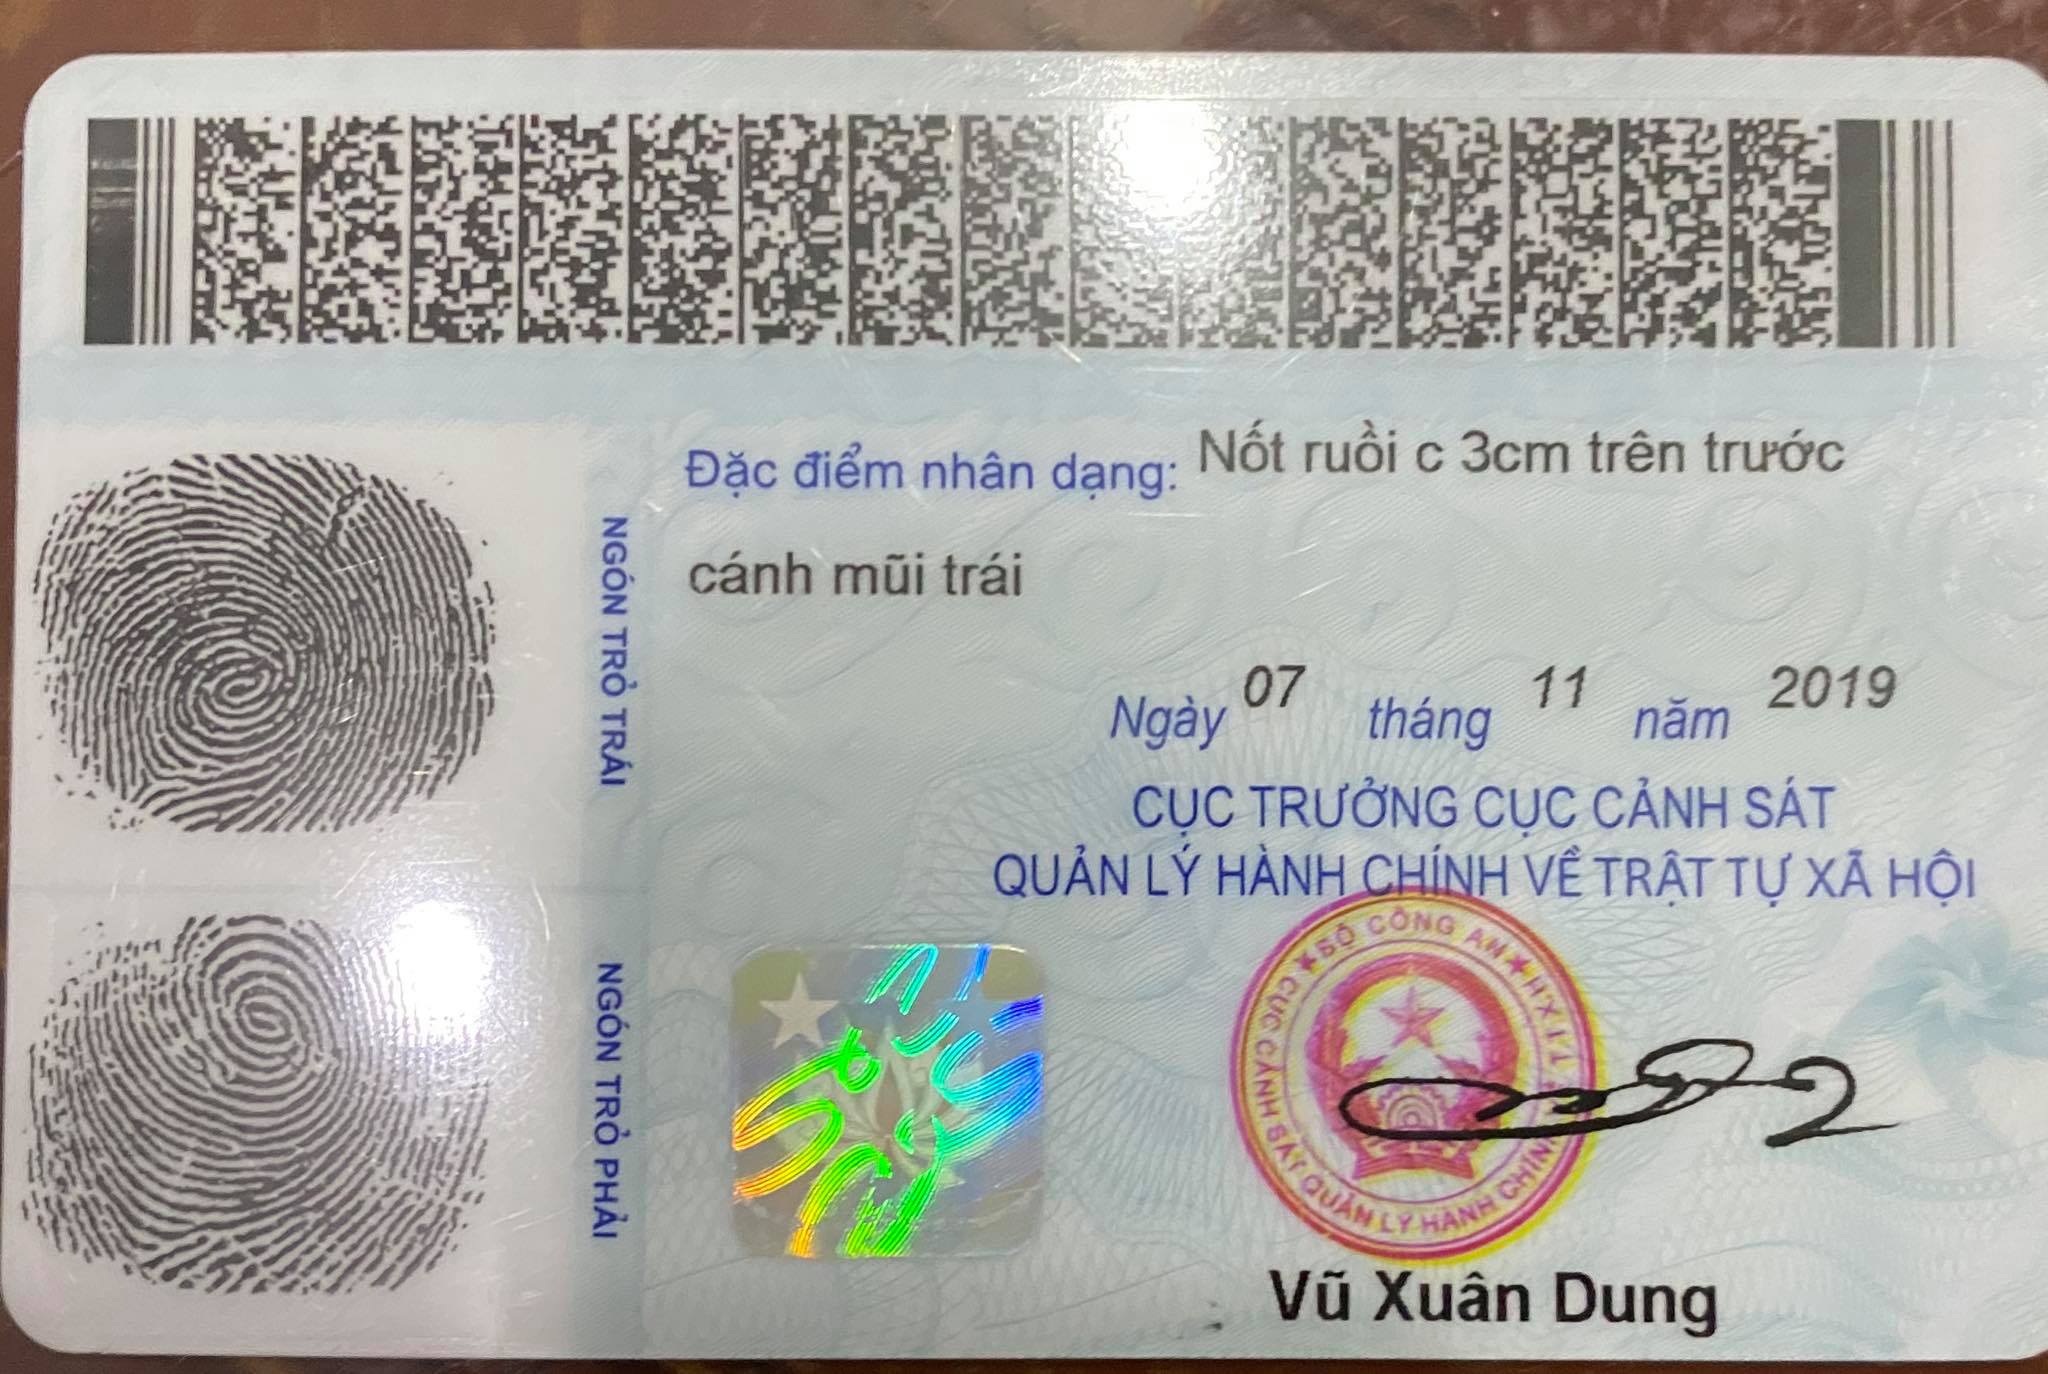 Đặc điểm nhân dạng: Nốt ruồi c 3cm trên trước
cánh mũi trái
NGÓN TRỎ TRÁI
NGÓN TRỎ PHẢI
Ngày 07 tháng 11 năm 2019
CỤC TRƯỞNG CỤC CẢNH SÁT
QUẢN LÝ HÀNH CHÍNH VỀ TRẬT TỰ XÃ HỘI
BỘ CÔNG AN
CỤC CẢNH SÁT QUẢN LÝ HÀNH CHÍNH
Vũ Xuân Dung